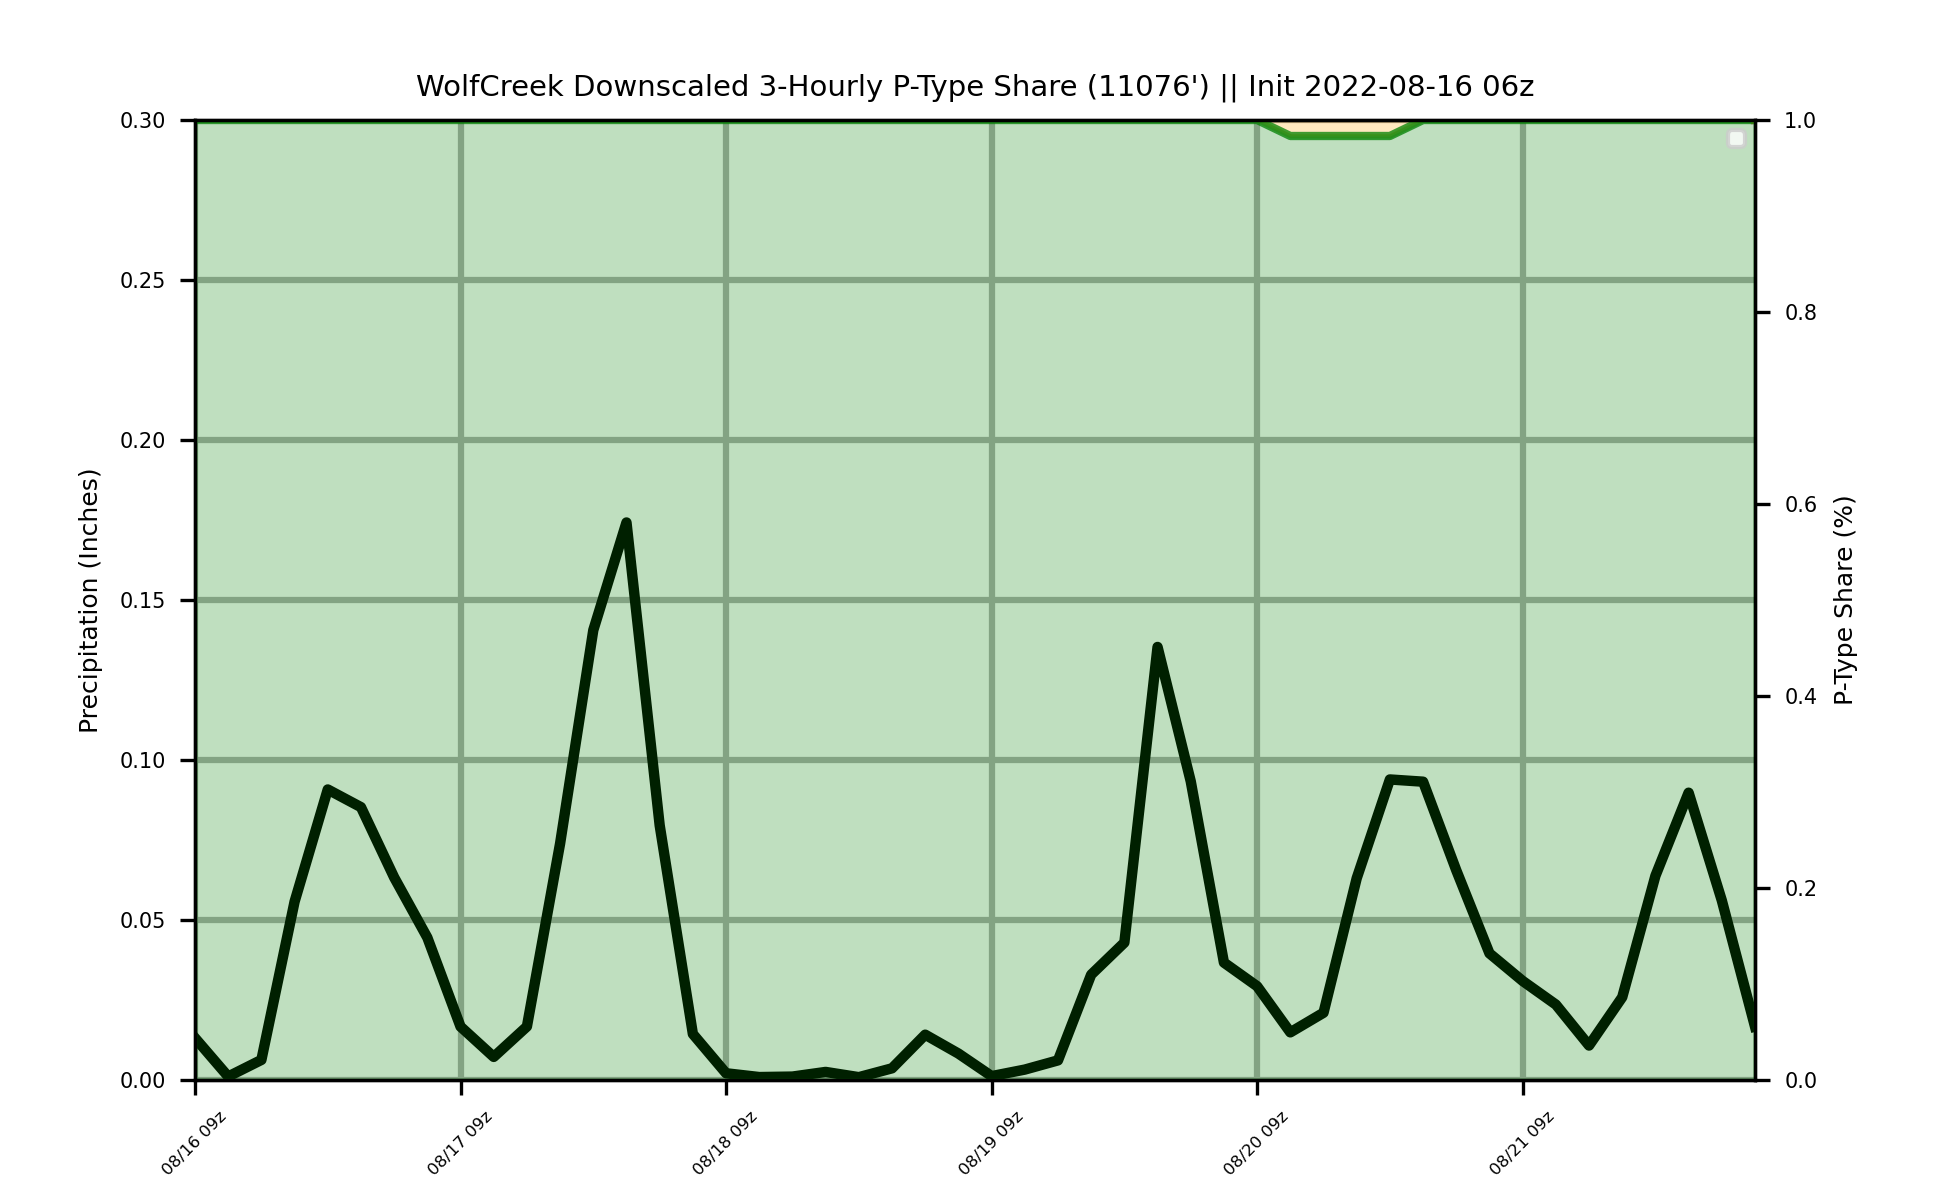 WolfCreek Downscaled 3-Hourly P-Type Share (11076') || Init 2022-08-16 06z
0.30
0.25
0.20
0.15
0.10
0.05
0.00
Precipitation (Inches)
1.0
0.8
0.6
0.4
0.2
0.0
P-Type Share (%)
08/16 09z
08/17 09z
08/18 09z
08/19 09z
08/20 09z
08/21 09z